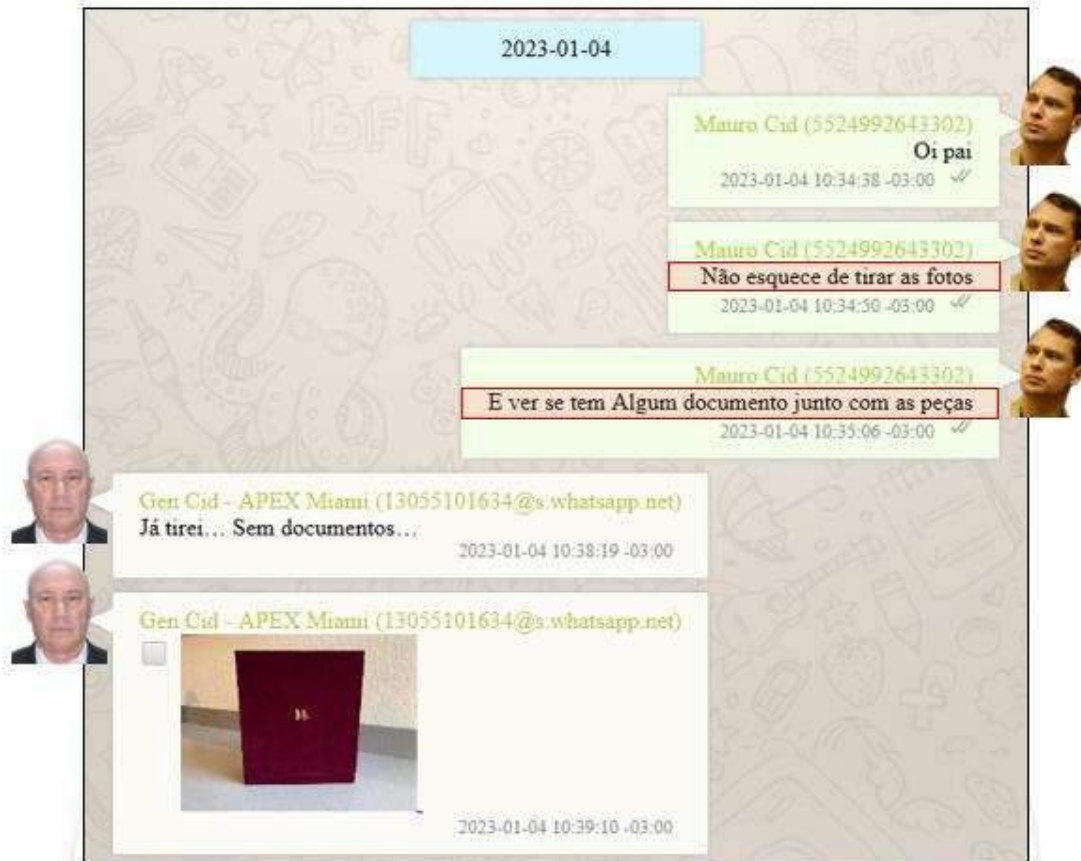 2023-01-04
Mauro Cid (5524992643302)
Oi pai
2023-01-04 10:34:38 -03:00
Mauro Cid (5524992643302)
Não esquece de tirar as fotos
2023-01-04 10:34:50 -03:00
Mauro Cid (5524992643302)
E ver se tem Algum documento junto com as peças
2023-01-04 10:35:06 -03:00
Gen Cid - APEX Miami (13055101634@s.whatsapp.net)
Já tirei... Sem documentos...
2023-01-04 10:38:19 -03:00
Gen Cid - APEX Miami (13055101634@s.whatsapp.net)
2023-01-04 10:39:10 -03:00